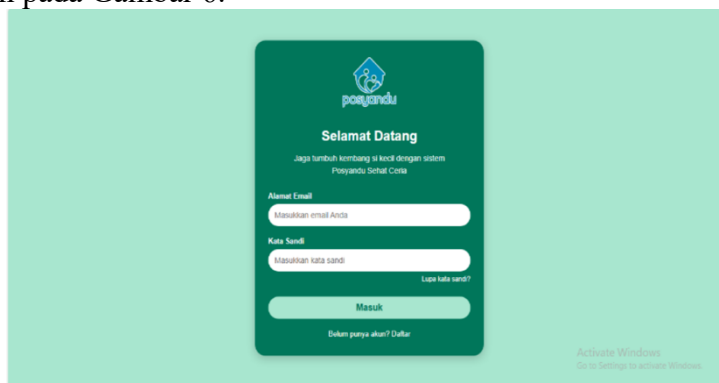 pada Gambar 6.
posyandu
Selamat Datang
Jaga tumbuh kembang si kecil dengan sistem
Posyandu Sehat Ceria
Alamat Email
Masukkan email Anda
Kata Sandi
Masukkan kata sandi
Lupa kata sandi?
Masuk
Belum punya akun? Daftar
Activate Windows
Go to Settings to activate Windows.